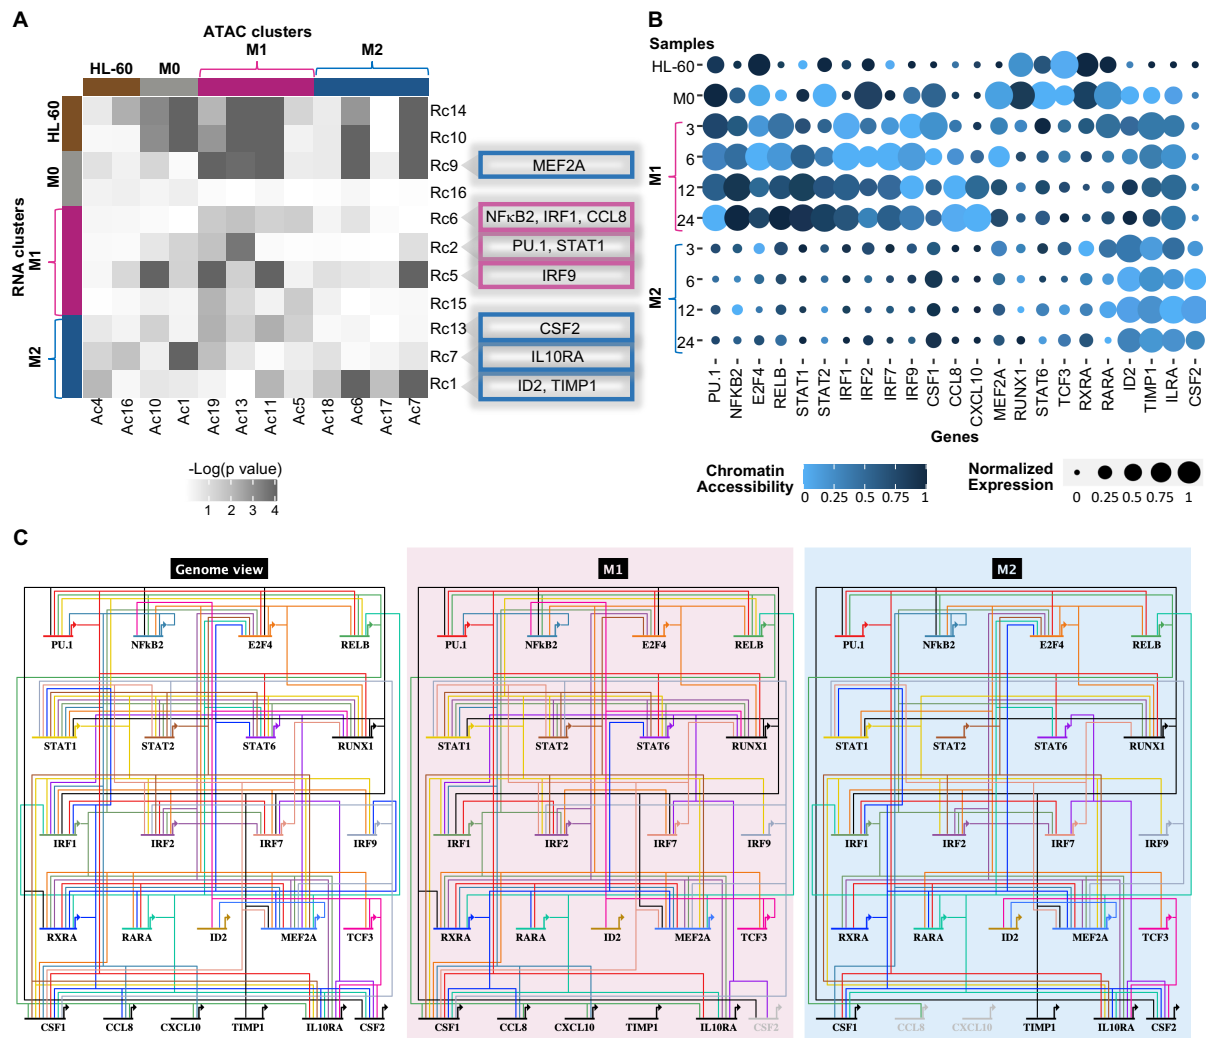 A
ATAC clusters
HL-60 M0 M1 M2
RNA clusters
HL-60
M0
M1
M2
Rc14
Rc10
Rc9 MEF2A
Rc16
Rc6 NFκB2, IRF1, CCL8
Rc2 PU.1, STAT1
Rc5 IRF9
Rc15
Rc13 CSF2
Rc7 IL10RA
Rc1 ID2, TIMP1
Ac4 Ac16 Ac10 Ac1 Ac19 Ac13 Ac11 Ac5 Ac18 Ac6 Ac17 Ac7
-Log(p value)
1 2 3 4
B
Samples
HL-60
M0
M1
3
6
12
24
M2
3
6
12
24
PU.1 NFKB2 E2F4 RELB STAT1 STAT2 IRF1 IRF2 IRF7 IRF9 CSF1 CCL8 CXCL10 MEF2A RUNX1 STAT6 TCF3 RXRA RARA ID2 TIMP1 ILRA CSF2
Genes
Chromatin
Accessibility
0 0.25 0.5 0.75 1
Normalized
Expression
0 0.25 0.5 0.75 1
C
Genome view
PU.1 NFkB2 E2F4 RELB
STAT1 STAT2 STAT6 RUNX1
IRF1 IRF2 IRF7 IRF9
RXRA RARA ID2 MEF2A TCF3
CSF1 CCL8 CXCL10 TIMP1 IL10RA CSF2
M1
PU.1 NFkB2 E2F4 RELB
STAT1 STAT2 STAT6 RUNX1
IRF1 IRF2 IRF7 IRF9
RXRA RARA ID2 MEF2A TCF3
CSF1 CCL8 CXCL10 TIMP1 IL10RA CSF2
M2
PU.1 NFkB2 E2F4 RELB
STAT1 STAT2 STAT6 RUNX1
IRF1 IRF2 IRF7 IRF9
RXRA RARA ID2 MEF2A TCF3
CSF1 CCL8 CXCL10 TIMP1 IL10RA CSF2